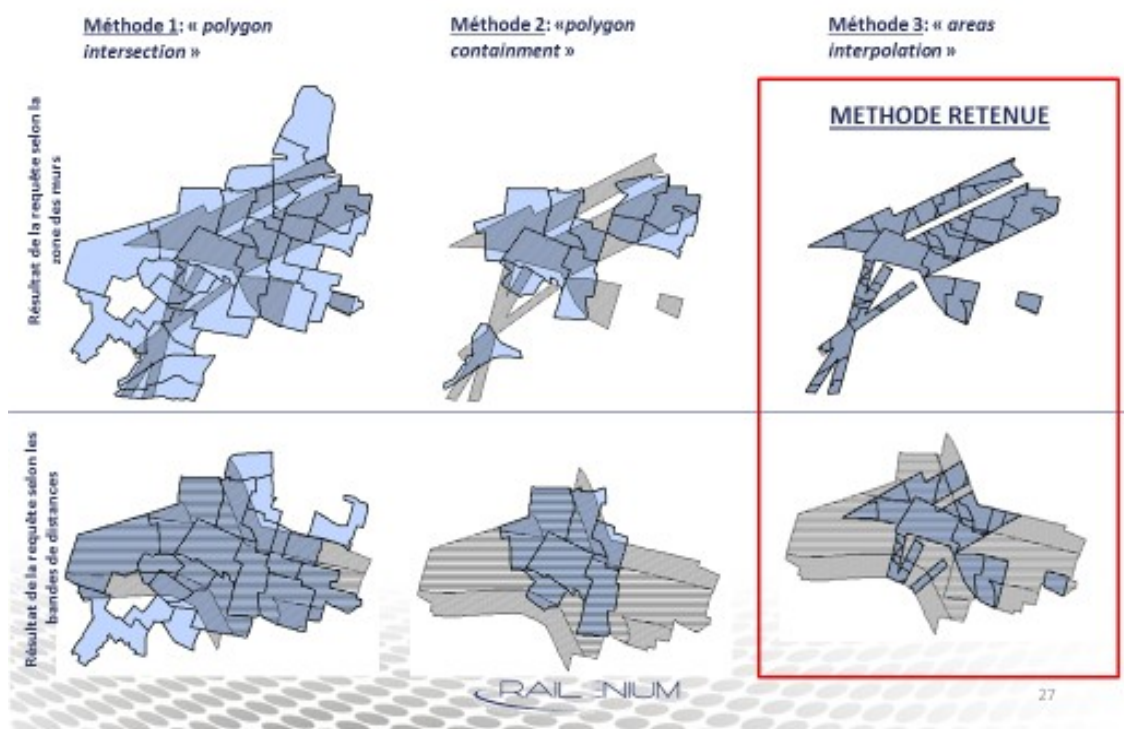 Méthode 1: « polygon
intersection »
Méthode 2: «polygon
containment »
Méthode 3: « areas
interpolation »
METHODE RETENUE
Résultat de la requête selon la
zone des murs
Résultat de la requête selon les
bandes de distances
RAILENIUM
27